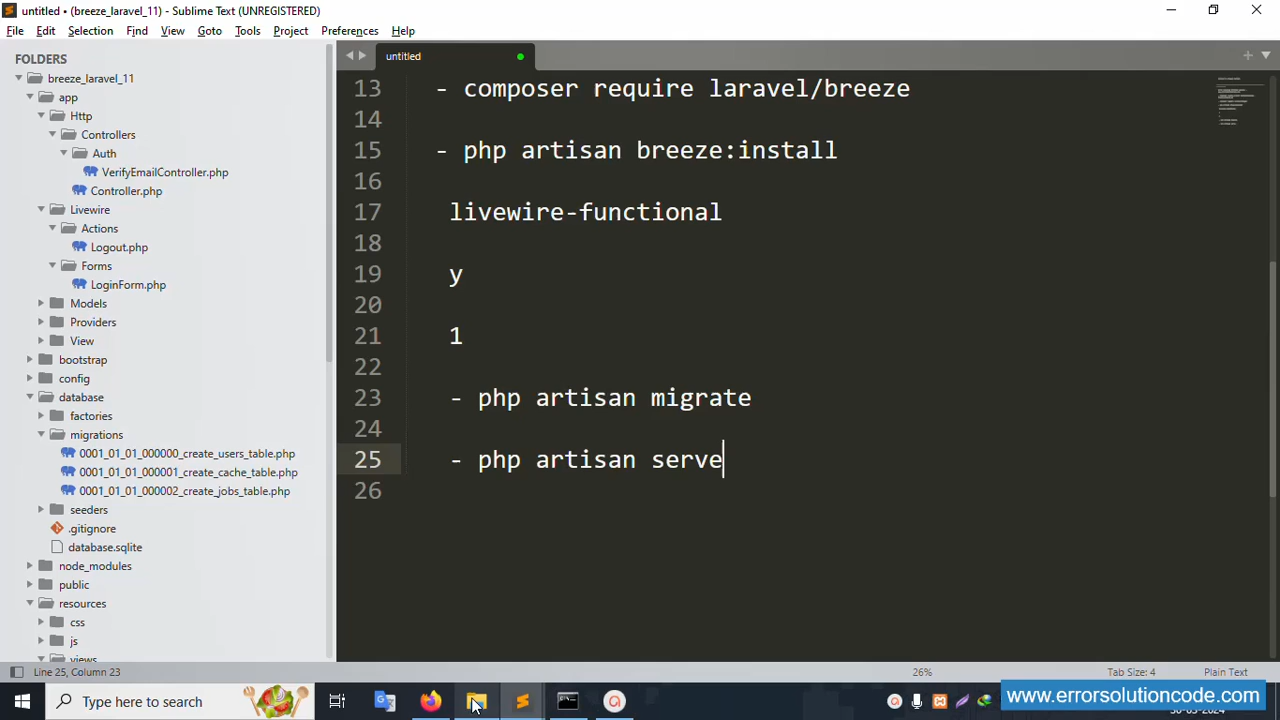 untitled • (breeze_laravel_11) - Sublime Text (UNREGISTERED)
File Edit Selection Find View Goto Tools Project Preferences Help
FOLDERS
breeze_laravel_11
app
Http
Controllers
Auth
VerifyEmailController.php
Controller.php
Livewire
Actions
Logout.php
Forms
LoginForm.php
Models
Providers
View
bootstrap
config
database
factories
migrations
0001_01_01_000000_create_users_table.php
0001_01_01_000001_create_cache_table.php
0001_01_01_000002_create_jobs_table.php
seeders
.gitignore
database.sqlite
node_modules
public
resources
css
js
views
untitled
13 - composer require laravel/breeze
14
15 - php artisan breeze:install
16
17 livewire-functional
18
19 y
20
21 1
22
23 - php artisan migrate
24
25 - php artisan serve
26
Line 25, Column 23 26% Tab Size: 4 Plain Text
Type here to search
www.errorsolutioncode.com
30-03-2024